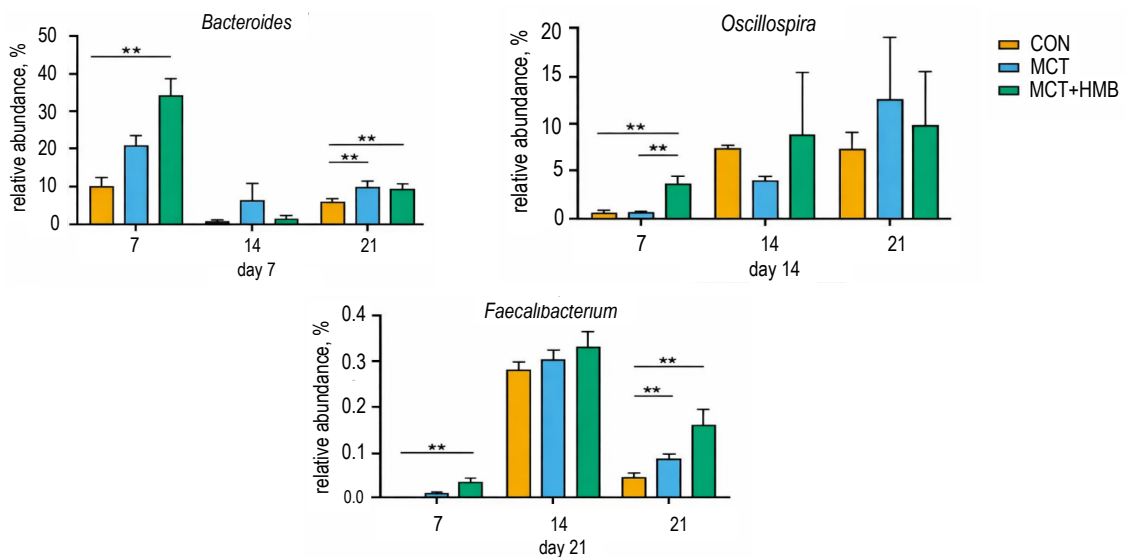 Bacteroides
relative abundance, %
50
40
30
20
10
0
**
**
**
7 14 21
day 7
Oscillospira
relative abundance, %
20
15
10
5
0
**
**
7 14 21
day 14
CON
MCT
MCT+HMB
Faecalibacterium
relative abundance, %
0.4
0.3
0.2
0.1
0.0
**
**
**
7 14 21
day 21